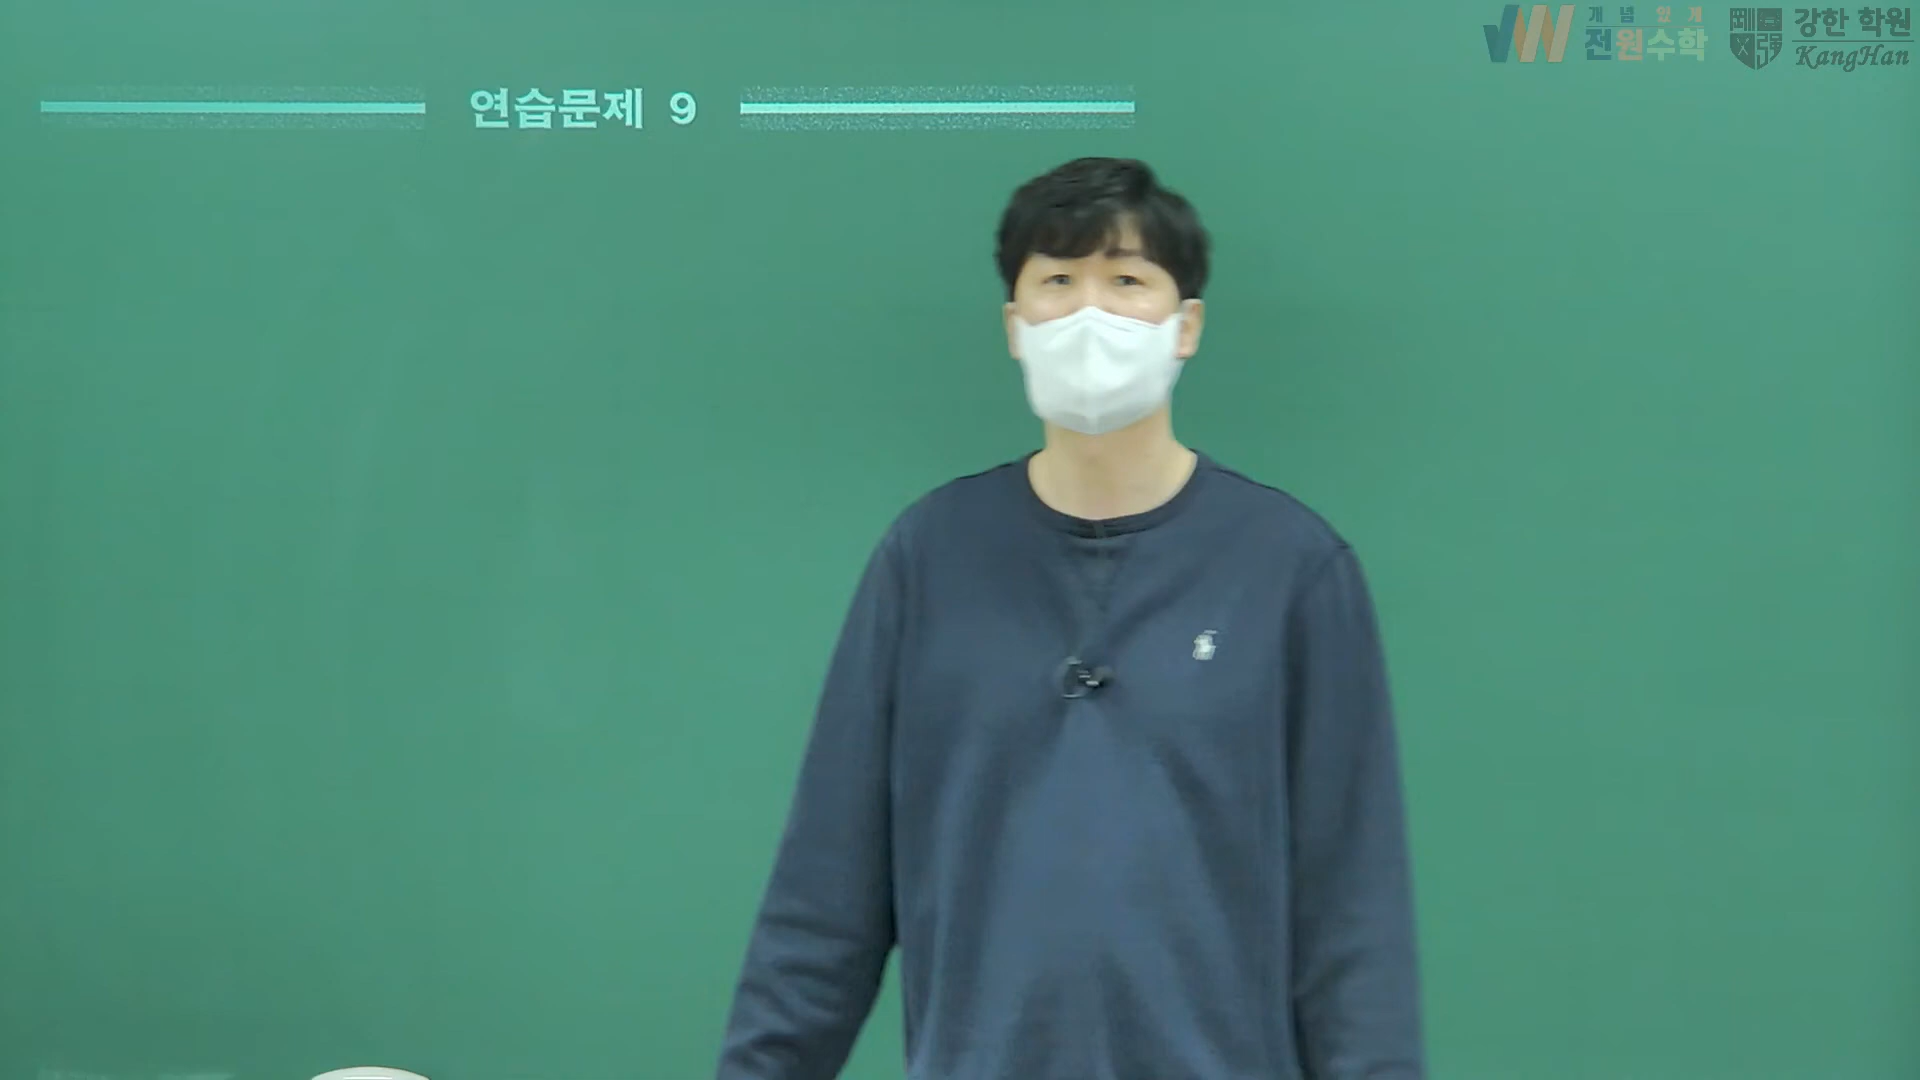 개념있게
전원수학
강한 학원
KangHan
연습문제 9